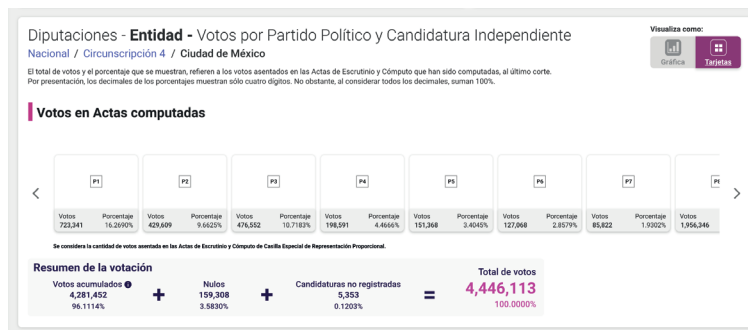 Diputaciones - Entidad - Votos por Partido Político y Candidatura Independiente
Visualiza como:
Nacional / Circunscripción 4 / Ciudad de México
Gráfica Tarjetas
El total de votos y el porcentaje que se muestran, refieren a los votos asentados en las Actas de Escrutinio y Cómputo que han sido computadas, al último corte.
Por presentación, los decimales de los porcentajes muestran sólo cuatro dígitos. No obstante, al considerar todos los decimales, suman 100%.
Votos en Actas computadas
P1 P2 P3 P4 P5 P6 P7
Votos Porcentaje Votos Porcentaje Votos Porcentaje Votos Porcentaje Votos Porcentaje Votos Porcentaje Votos Porcentaje Votos
723,341 16.2690% 429,609 9.6625% 476,552 10.7183% 198,591 4.4666% 151,368 3.4045% 127,068 2.8579% 85,822 1.9302% 1,956,346
Se considera la cantidad de votos asentada en las Actas de Escrutinio y Cómputo de Casilla Especial de Representación Proporcional.
Resumen de la votación
Votos acumulados + Nulos + Candidaturas no registradas = Total de votos
4,281,452 159,308 5,353 4,446,113
96.1114% 3.5830% 0.1203% 100.0000%